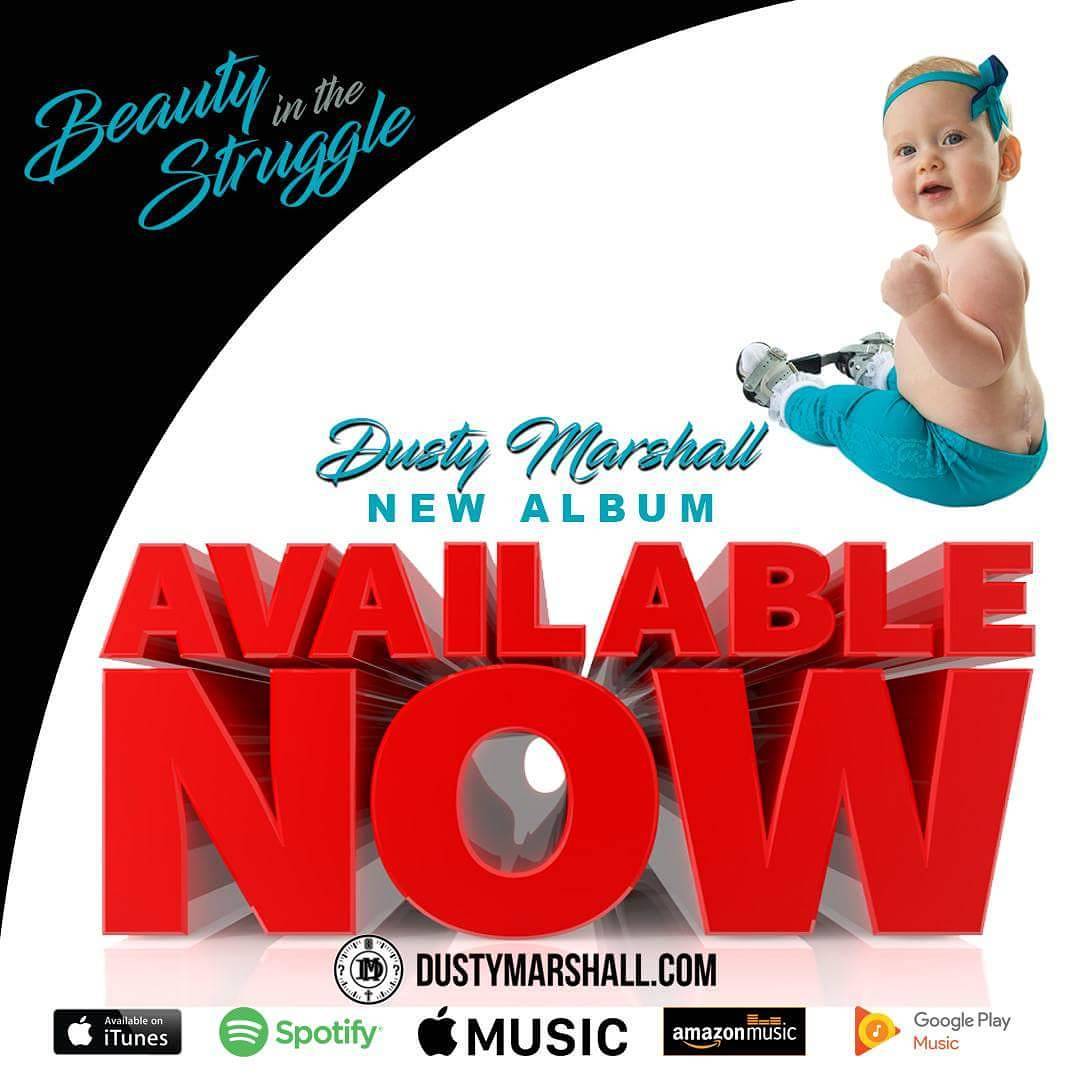 Beauty in the
Struggle
Dusty Marshall
NEW ALBUM
AVAILABLE
NOW
DM
DUSTYMARSHALL.COM
Available on
iTunes
Spotify
MUSIC
amazonmusic
Google Play
Music